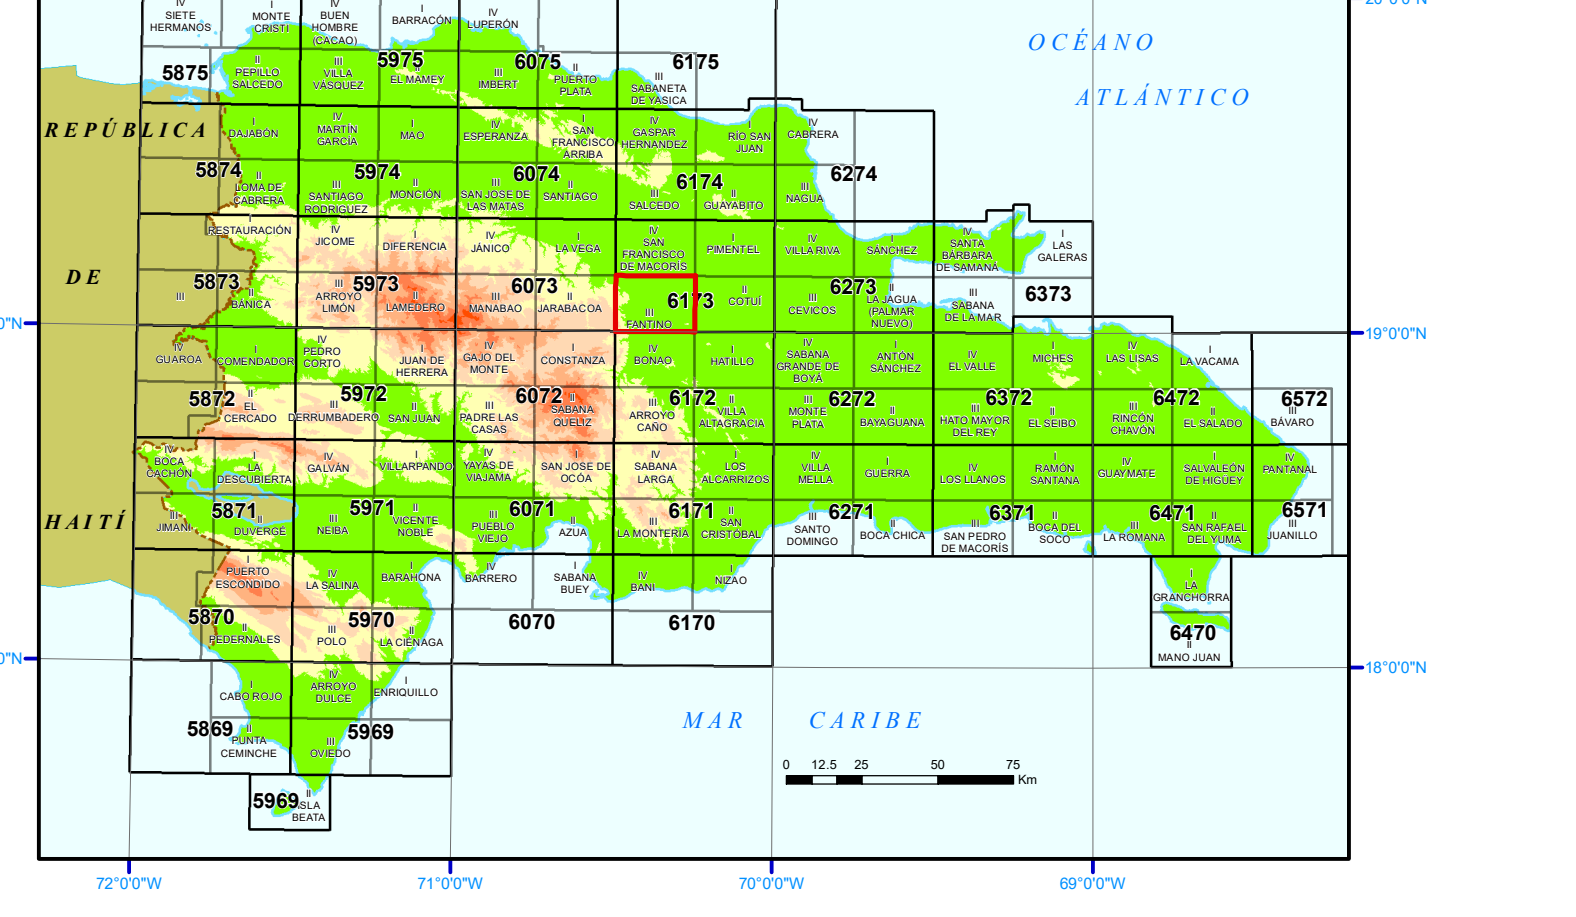 IV
SIETE
HERMANOS
I
MONTE
CRISTI
IV
BUEN
HOMBRE
(CACAO)
I
BARRACÓN
IV
LUPERÓN
OCÉANO
ATLÁNTICO
5875
II
PEPILLO
SALCEDO
III
VILLA
VÁSQUEZ
5975
II
EL MAMEY
III
IMBERT
6075
II
PUERTO
PLATA
III
SABANETA
DE YASICA
6175
REPÚBLICA
I
DAJABÓN
IV
MARTÍN
GARCÍA
I
MAO
IV
ESPERANZA
I
SAN
FRANCISCO
ARRIBA
IV
GASPAR
HERNANDEZ
I
RÍO SAN
JUAN
IV
CABRERA
5874
II
LOMA DE
CABRERA
III
SANTIAGO
RODRIGUEZ
5974
II
MONCIÓN
III
SAN JOSE DE
LAS MATAS
6074
II
SANTIAGO
III
SALCEDO
6174
II
GUAYABITO
III
NAGUA
6274
I
RESTAURACIÓN
IV
JICOME
I
DIFERENCIA
IV
JÁNICO
I
LA VEGA
IV
SAN
FRANCISCO
DE MACORÍS
I
PIMENTEL
IV
VILLA RIVA
I
SÁNCHEZ
IV
SANTA
BÁRBARA
DE SAMANÁ
I
LAS
GALERAS
DE
III
5873
II
BÁNICA
III
ARROYO
LIMÓN
5973
II
LAMEDERO
III
MANABAO
6073
II
JARABACOA
III
FANTINO
6173
II
COTUÍ
III
CEVICOS
6273
II
LA JAGUA
(PALMAR
NUEVO)
III
SABANA
DE LA MAR
6373
19°0'0"N
IV
GUAROA
I
COMENDADOR
IV
PEDRO
CORTO
I
JUAN DE
HERRERA
IV
GAJO DEL
MONTE
I
CONSTANZA
IV
BONAO
I
HATILLO
IV
SABANA
GRANDE DE
BOYÁ
I
ANTÓN
SÁNCHEZ
IV
EL VALLE
I
MICHES
IV
LAS LISAS
I
LA VACAMA
5872
II
EL
CERCADO
III
DERRUMBADERO
5972
II
SAN JUAN
III
PADRE LAS
CASAS
6072
II
SABANA
QUELIZ
III
ARROYO
CAÑO
6172
II
VILLA
ALTAGRACIA
III
MONTE
PLATA
6272
II
BAYAGUANA
III
HATO MAYOR
DEL REY
6372
II
EL SEIBO
III
RINCÓN
CHAVÓN
6472
II
EL SALADO
6572
III
BÁVARO
IV
BOCA
CACHÓN
I
LA
DESCUBIERTA
IV
GALVÁN
I
VILLARPANDO
IV
YAYAS DE
VIAJAMA
I
SAN JOSE DE
OCOA
IV
SABANA
LARGA
I
LOS
ALCARRIZOS
IV
VILLA
MELLA
I
GUERRA
IV
LOS LLANOS
I
RAMÓN
SANTANA
IV
GUAYMATE
I
SALVALEÓN
DE HIGÜEY
IV
PANTANAL
HAITÍ
III
JIMANÍ
5871
II
DUVERGÉ
III
NEIBA
5971
II
VICENTE
NOBLE
III
PUEBLO
VIEJO
6071
II
AZUA
III
LA MONTERÍA
6171
II
SAN
CRISTÓBAL
III
SANTO
DOMINGO
6271
II
BOCA CHICA
III
SAN PEDRO
DE MACORÍS
6371
II
BOCA DEL
SOCO
III
LA ROMANA
6471
II
SAN RAFAEL
DEL YUMA
6571
III
JUANILLO
I
PUERTO
ESCONDIDO
IV
LA SALINA
I
BARAHONA
IV
BARRERO
I
SABANA
BUEY
IV
BANI
I
NIZAO
I
LA
GRANCHORRA
5870
II
PEDERNALES
III
POLO
5970
II
LA CIÉNAGA
6070
6170
6470
II
MANO JUAN
18°0'0"N
I
CABO ROJO
IV
ARROYO
DULCE
I
ENRIQUILLO
MAR CARIBE
5869
II
PUNTA
CEMINCHE
III
OVIEDO
5969
0 12.5 25 50 75
Km
5969
II
ISLA
BEATA
72°0'0"W 71°0'0"W 70°0'0"W 69°0'0"W